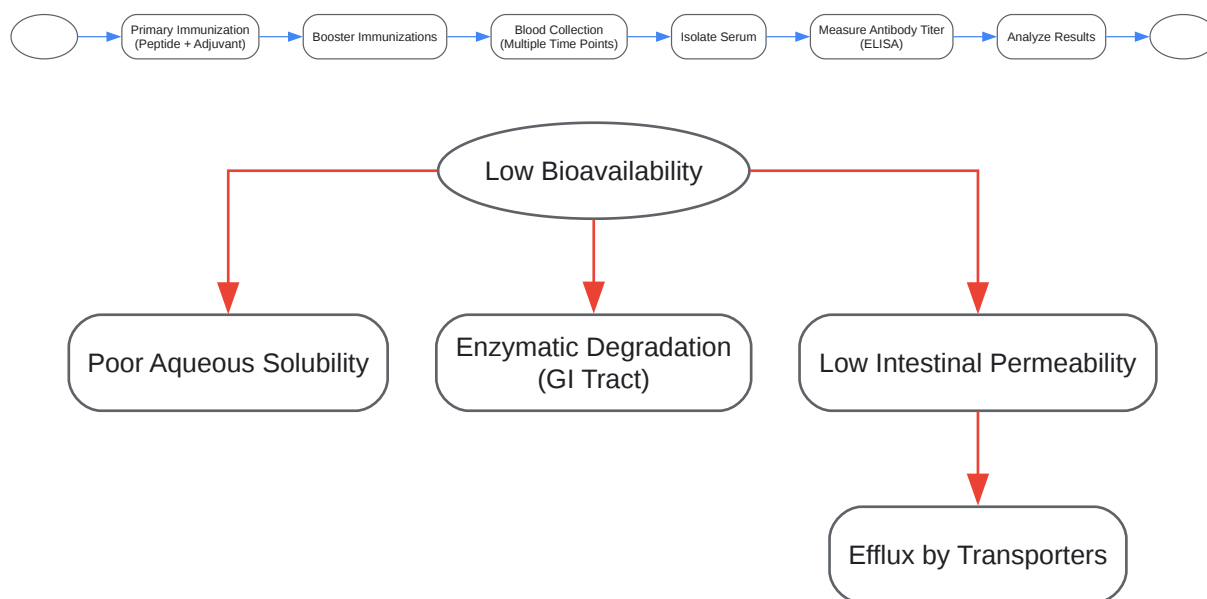 Primary Immunization
(Peptide + Adjuvant)
Booster Immunizations
Blood Collection
(Multiple Time Points)
Isolate Serum
Measure Antibody Titer
(ELISA)
Analyze Results
Low Bioavailability
Poor Aqueous Solubility
Enzymatic Degradation
(GI Tract)
Low Intestinal Permeability
Efflux by Transporters